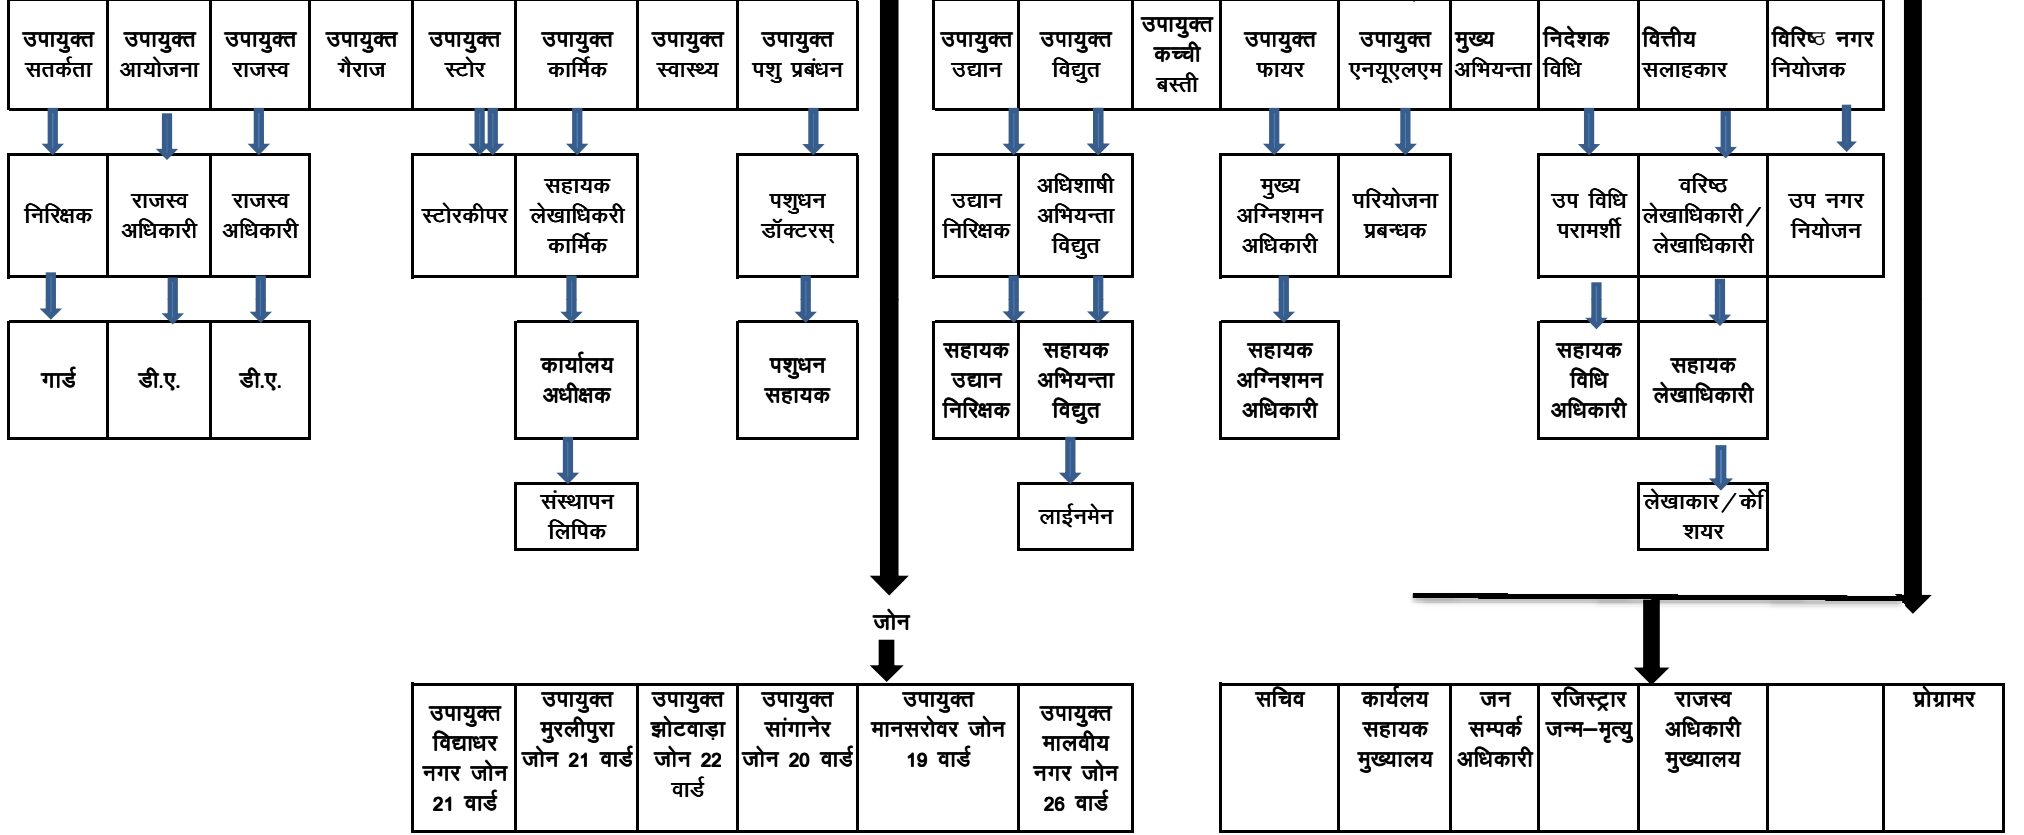 उपायुक्त
सतर्कता
उपायुक्त
आयोजना
उपायुक्त
राजस्व
उपायुक्त
गैराज
उपायुक्त
स्टोर
उपायुक्त
कार्मिक
उपायुक्त
स्वास्थ्य
उपायुक्त
पशु प्रबंधन
उपायुक्त
उद्यान
उपायुक्त
विद्युत
उपायुक्त
कच्ची
बस्ती
उपायुक्त
फायर
उपायुक्त
एनयूएलएम
मुख्य
अभियन्ता
निदेशक
विधि
वित्तीय
सलाहकार
विरिष्ठ नगर
नियोजक
निरिक्षक
राजस्व
अधिकारी
राजस्व
अधिकारी
स्टोरकीपर
सहायक
लेखाधिकरी
कार्मिक
पशुधन
डॉक्टरस्
उद्यान
निरिक्षक
अधिशाषी
अभियन्ता
विद्युत
मुख्य
अग्निशमन
अधिकारी
परियोजना
प्रबन्धक
उप विधि
परामर्शी
वरिष्ठ
लेखाधिकारी/
लेखाधिकारी
उप नगर
नियोजन
गार्ड
डी.ए.
डी.ए.
कार्यालय
अधीक्षक
पशुधन
सहायक
सहायक
उद्यान
निरिक्षक
सहायक
अभियन्ता
विद्युत
सहायक
अग्निशमन
अधिकारी
सहायक
विधि
अधिकारी
सहायक
लेखाधिकारी
संस्थापन
लिपिक
लाईनमेन
लेखाकार/केि
शयर
जोन
उपायुक्त
विद्याधर
नगर जोन
21 वार्ड
उपायुक्त
मुरलीपुरा
जोन 21 वार्ड
उपायुक्त
झोटवाड़ा
जोन 22
वार्ड
उपायुक्त
सांगानेर
जोन 20 वार्ड
उपायुक्त
मानसरोवर जोन
19 वार्ड
उपायुक्त
मालवीय
नगर जोन
26 वार्ड
सचिव
कार्यलय
सहायक
मुख्यालय
जन
सम्पर्क
अधिकारी
रजिस्ट्रार
जन्म–मृत्यु
राजस्व
अधिकारी
मुख्यालय
प्रोग्रामर